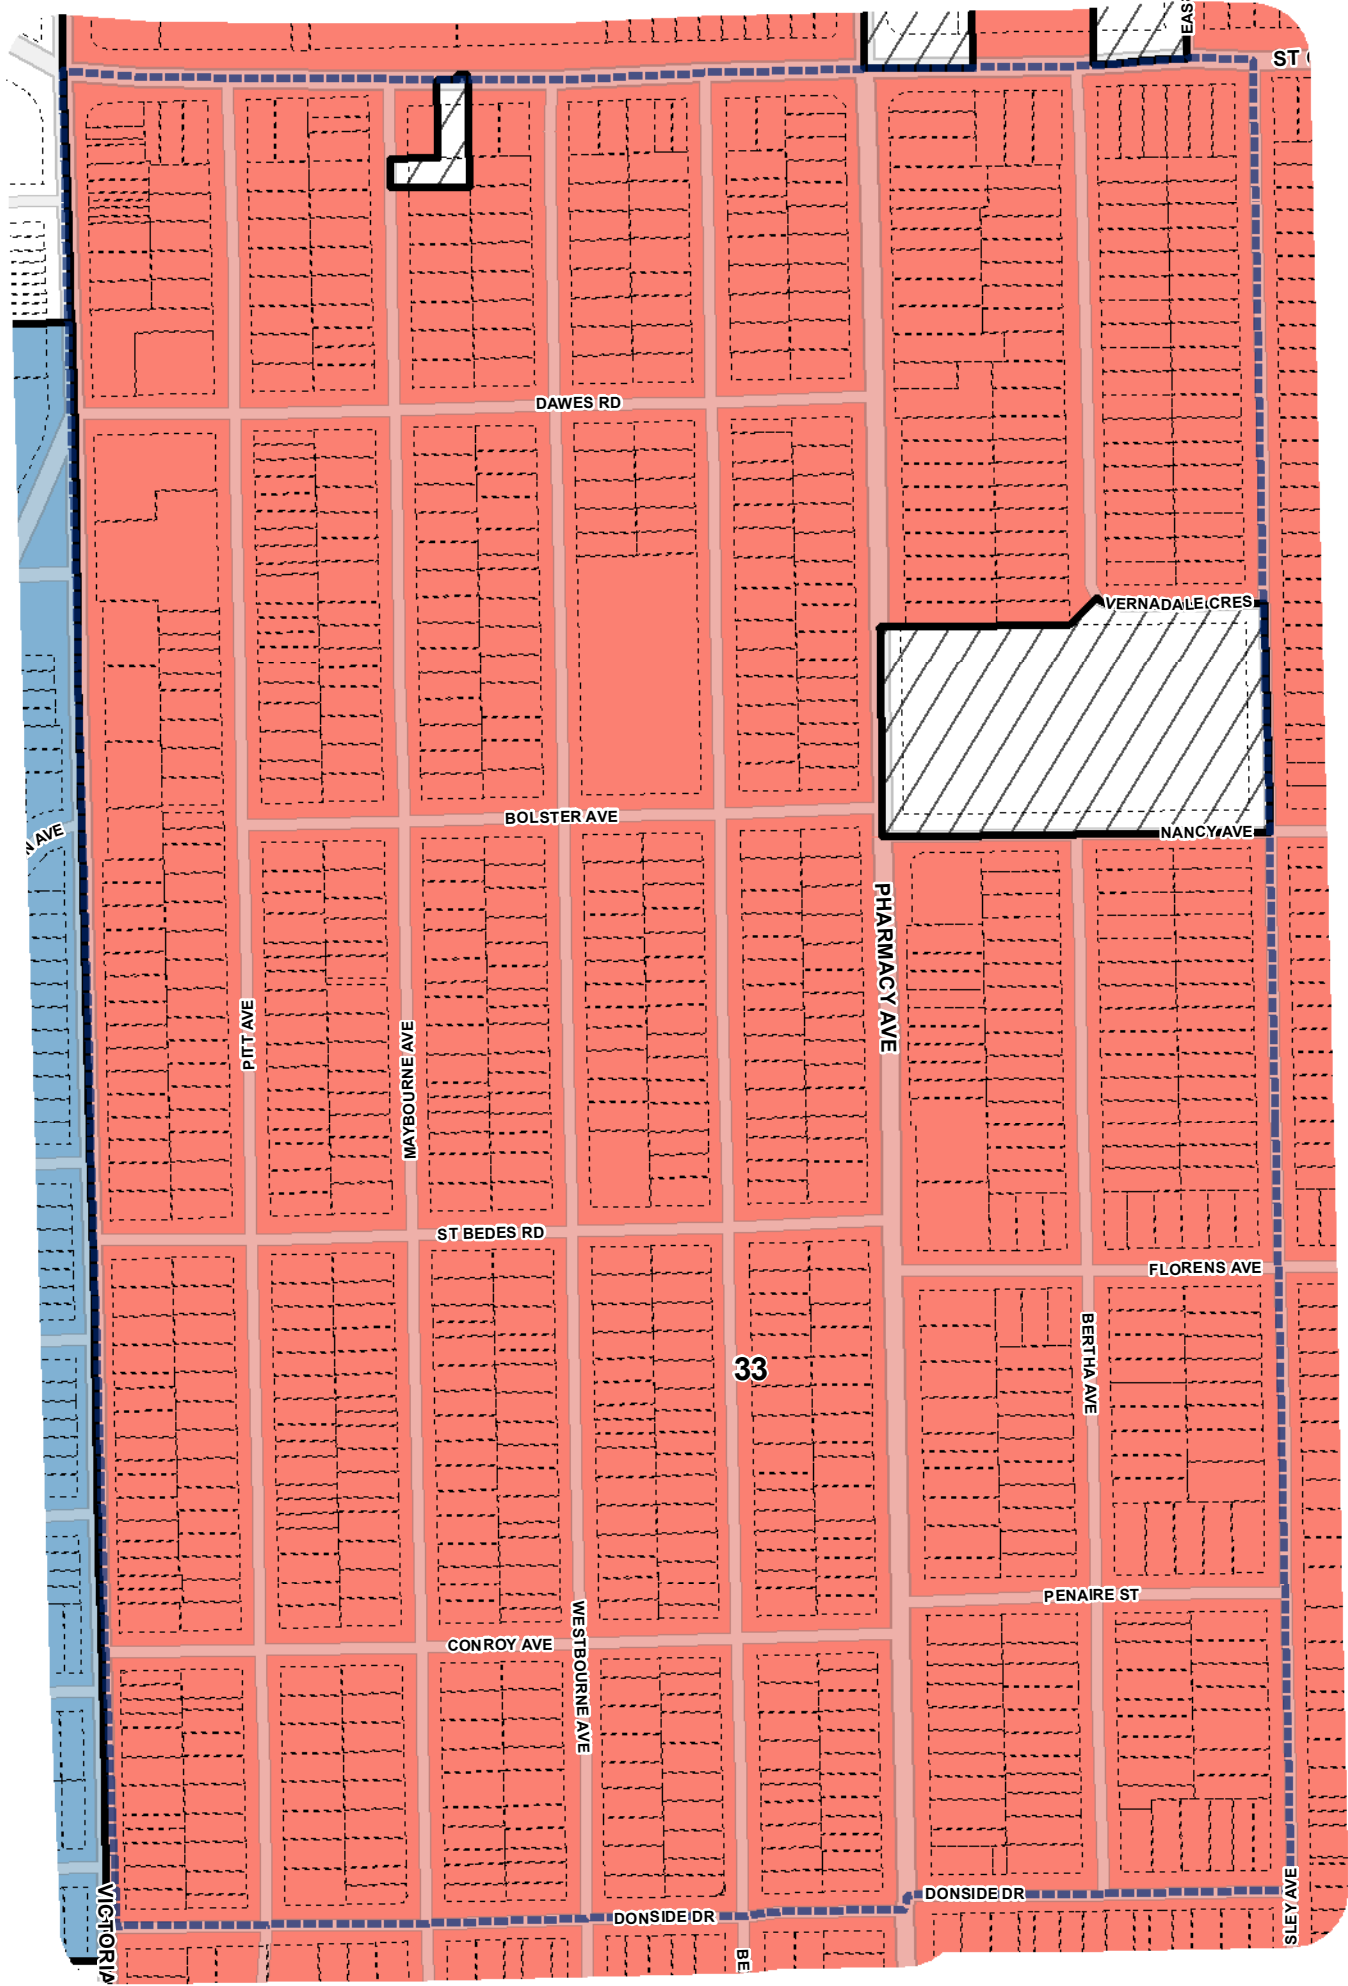 EAS
ST
DAWES RD
VERNADALE CRES
BOLSTER AVE
NANCY AVE
N AVE
PHARMACY AVE
PITT AVE
MAYBOURNE AVE
ST BEDES RD
FLORENS AVE
BERTHA AVE
33
PENAIRE ST
WESTBOURNE AVE
CONROY AVE
DONSIDE DR
DONSIDE DR
SLEY AVE
VICTORIA
BE